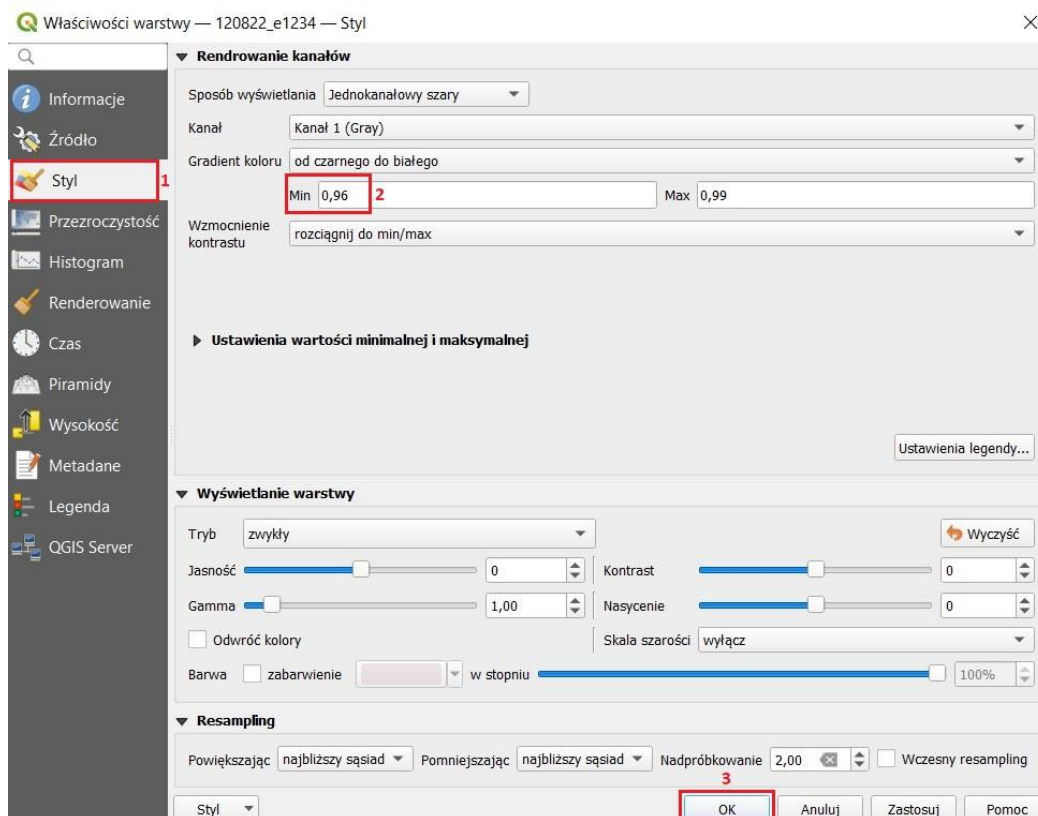 Właściwości warstwy — 120822_e1234 — Styl
Informacje
Źródło
Styl
1
Przezroczystość
Histogram
Renderowanie
Czas
Piramidy
Wysokość
Metadane
Legenda
QGIS Server
Rendrowanie kanałów
Sposób wyświetlania Jednokanałowy szary
Kanał Kanał 1 (Gray)
Gradient koloru od czarnego do białego
Min 0,96 2 Max 0,99
Wzmocnienie
kontrastu
rozciągnij do min/max
Ustawienia wartości minimalnej i maksymalnej
Ustawienia legendy...
Wyświetlanie warstwy
Tryb zwykły Wyczyść
Jasność 0 Kontrast 0
Gamma 1,00 Nasycenie 0
Odwróć kolory Skala szarości wyłącz
Barwa zabarwienie w stopniu 100%
Resampling
Powiększając najbliższy sąsiad Pomniejszając najbliższy sąsiad Nadpróbkowanie 2,00 Wczesny resampling
3
Styl OK Anuluj Zastosuj Pomoc